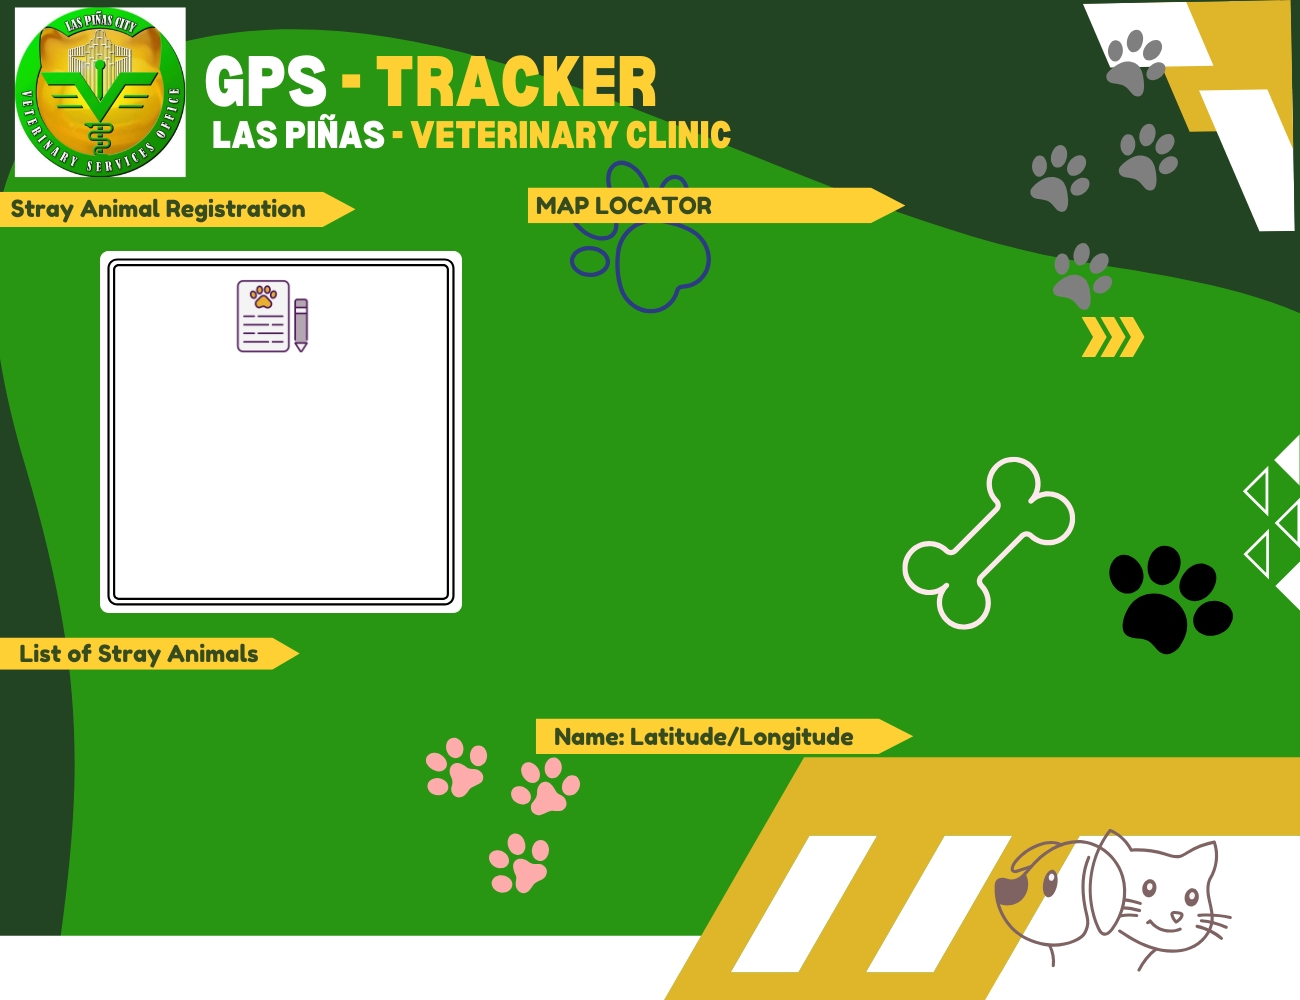 LAS PIÑAS CITY
VETERINARY SERVICES OFFICE
GPS - TRACKER
LAS PIÑAS - VETERINARY CLINIC
Stray Animal Registration
MAP LOCATOR
List of Stray Animals
Name: Latitude/Longitude